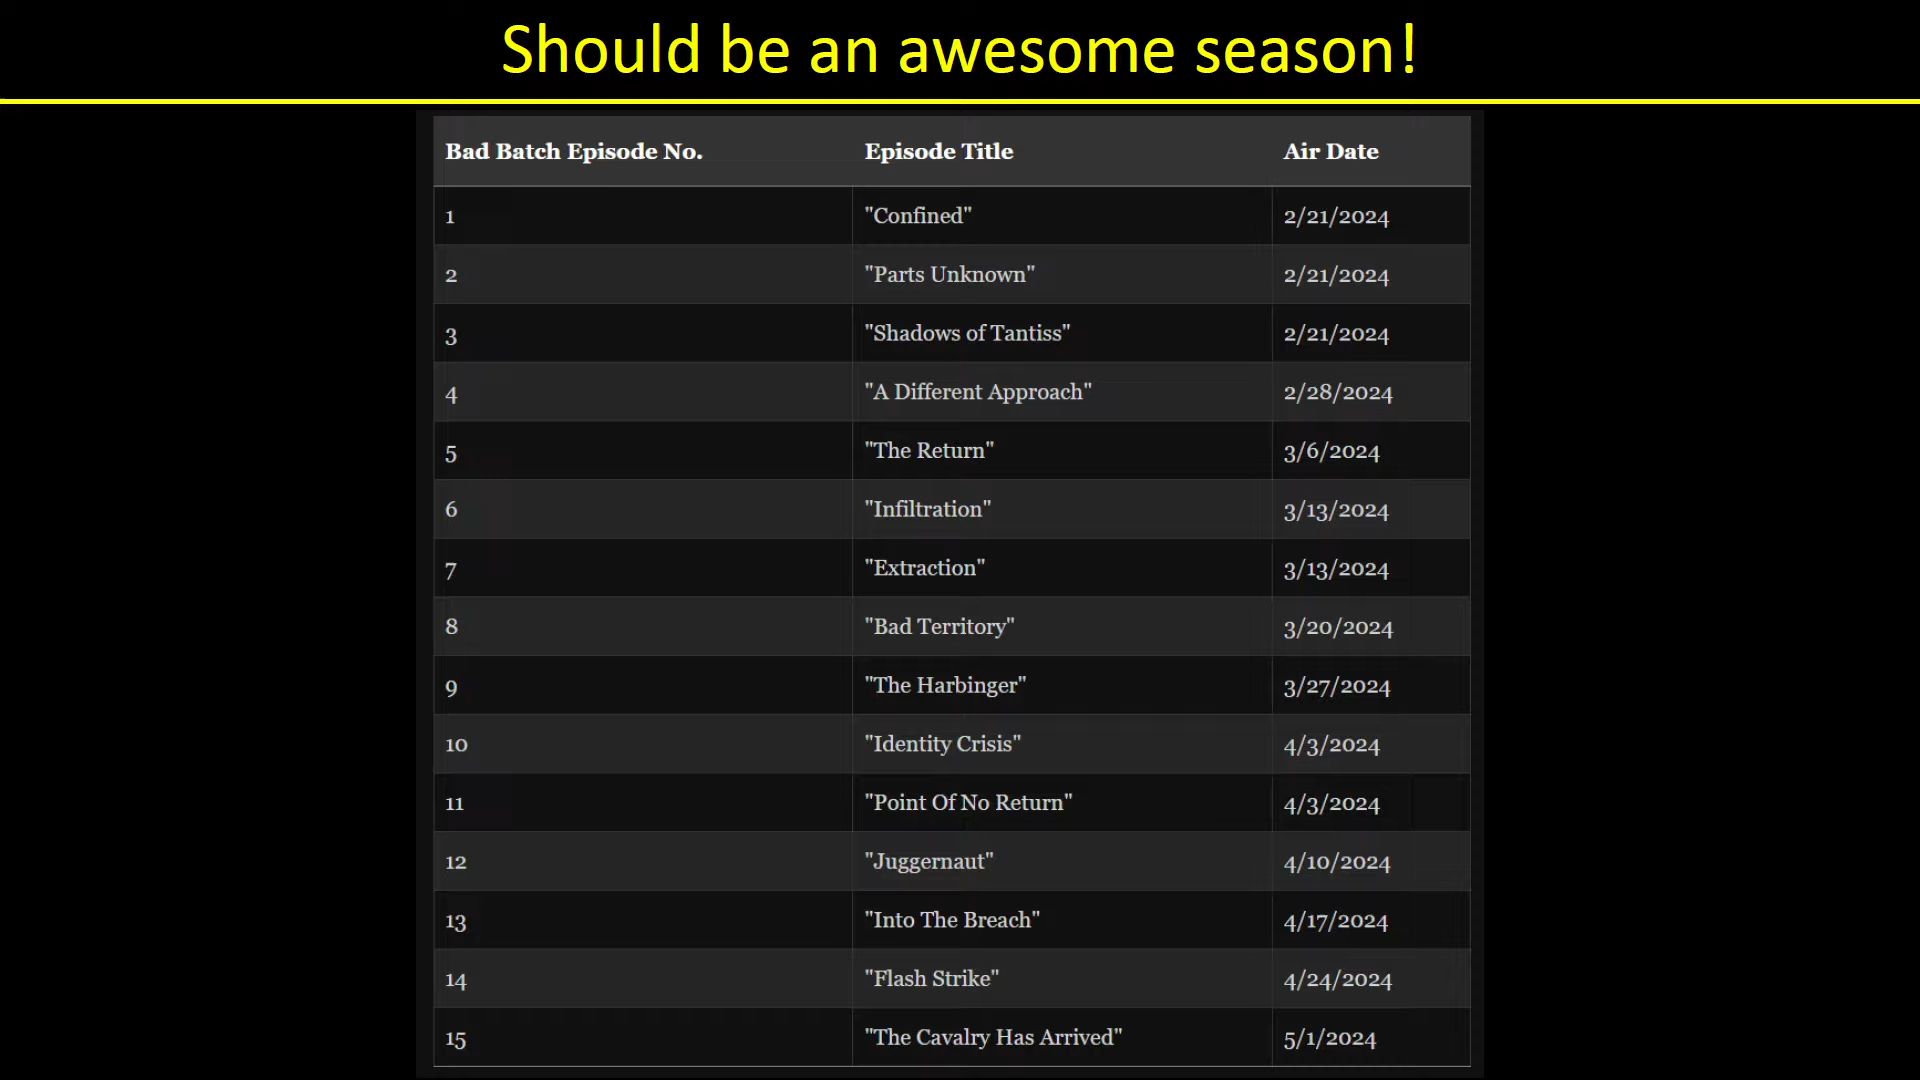 Should be an awesome season!
Bad Batch Episode No. Episode Title Air Date
1 "Confined" 2/21/2024
2 "Parts Unknown" 2/21/2024
3 "Shadows of Tantiss" 2/21/2024
4 "A Different Approach" 2/28/2024
5 "The Return" 3/6/2024
6 "Infiltration" 3/13/2024
7 "Extraction" 3/13/2024
8 "Bad Territory" 3/20/2024
9 "The Harbinger" 3/27/2024
10 "Identity Crisis" 4/3/2024
11 "Point Of No Return" 4/3/2024
12 "Juggernaut" 4/10/2024
13 "Into The Breach" 4/17/2024
14 "Flash Strike" 4/24/2024
15 "The Cavalry Has Arrived" 5/1/2024